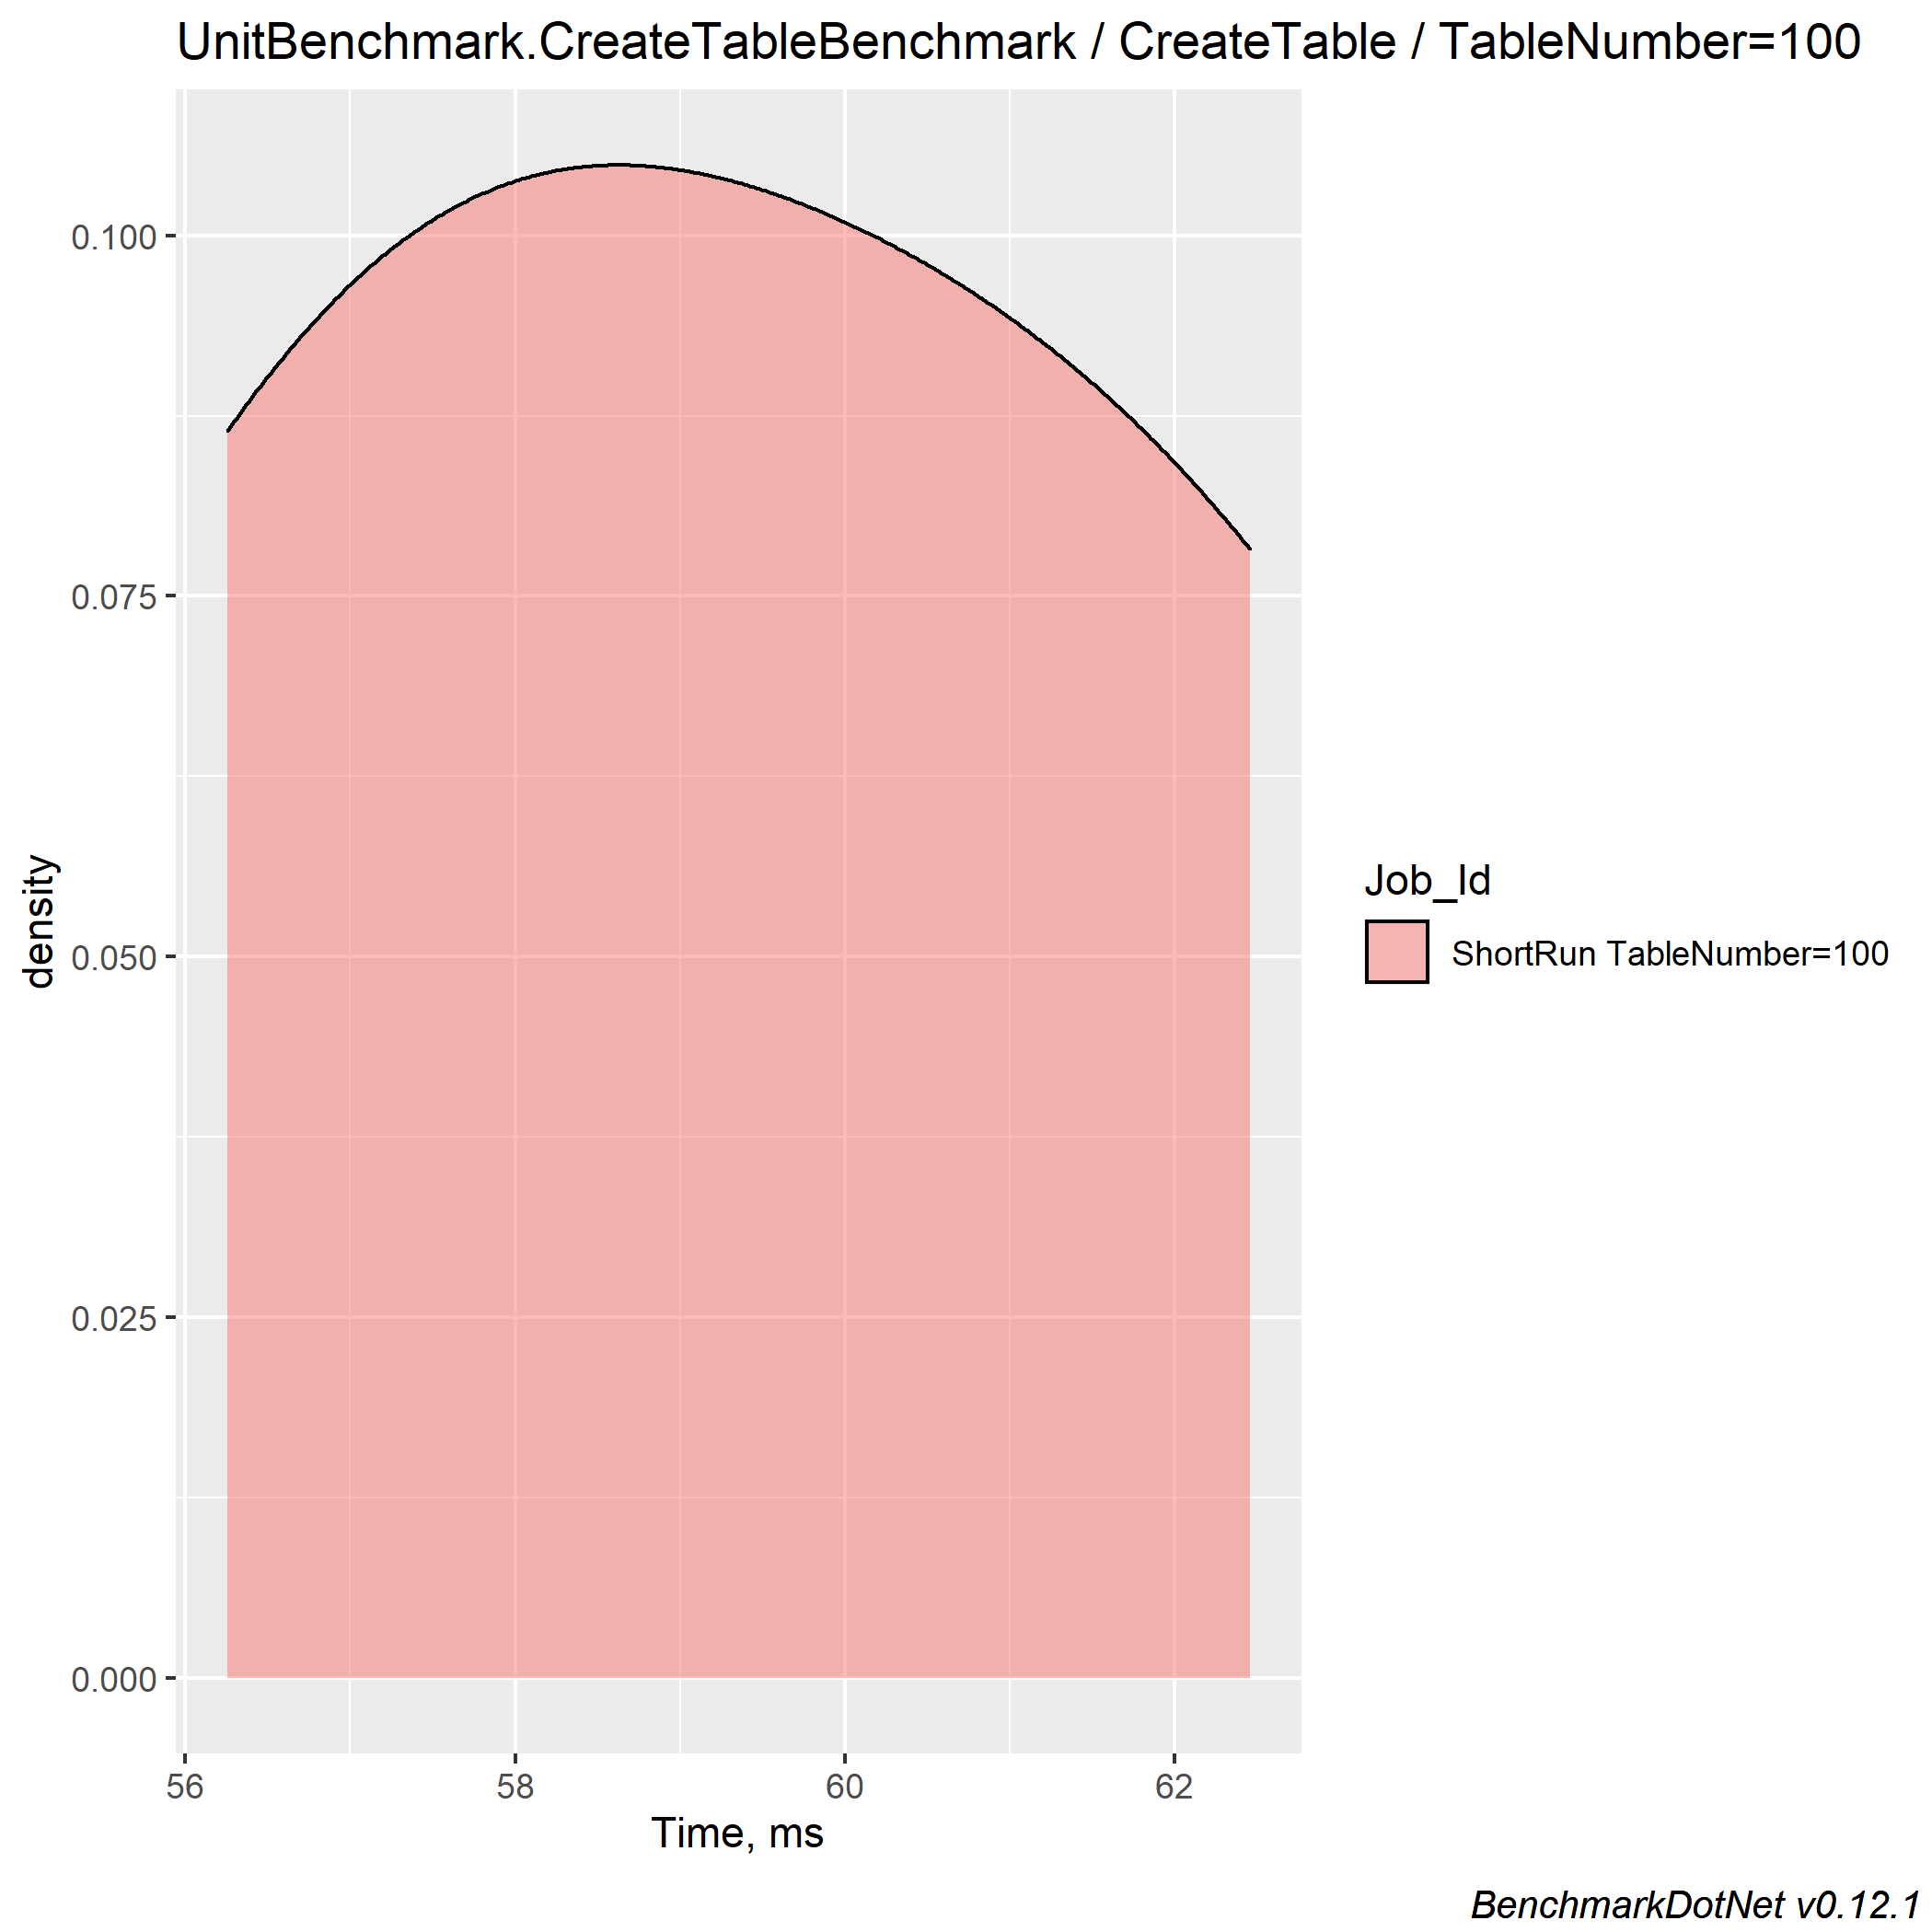 UnitBenchmark.CreateTableBenchmark / CreateTable / TableNumber=100
0.100
0.075
0.050
0.025
0.000
density
56 58 60 62
Time, ms
Job_Id
ShortRun TableNumber=100
BenchmarkDotNet v0.12.1